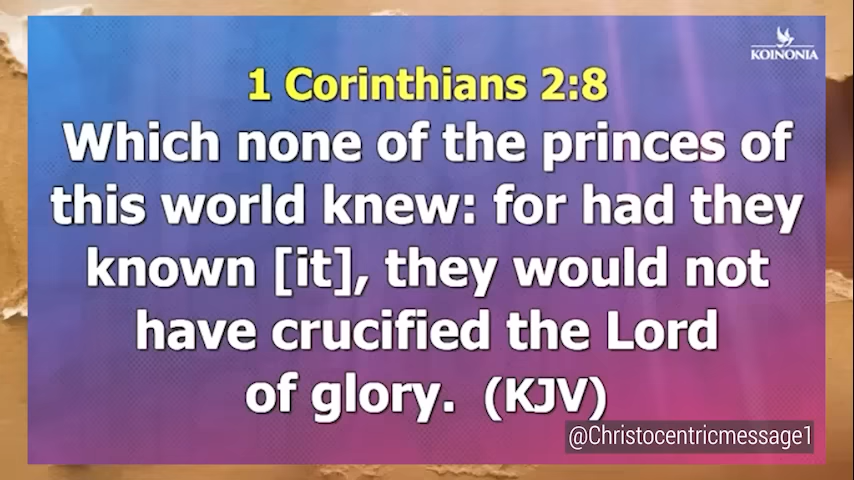 KOINONIA
1 Corinthians 2:8
Which none of the princes of
this world knew: for had they
known [it], they would not
have crucified the Lord
of glory. (KJV)
@Christocentricmessage1